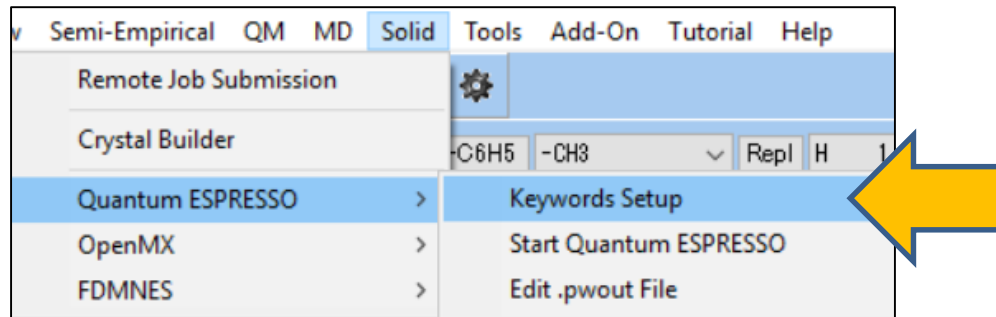 Semi-Empirical QM MD Solid Tools Add-On Tutorial Help
Remote Job Submission
Crystal Builder
-C6H5 -CH3 Repl H 1
Quantum ESPRESSO > Keywords Setup
OpenMX > Start Quantum ESPRESSO
FDMNES > Edit .pwout File